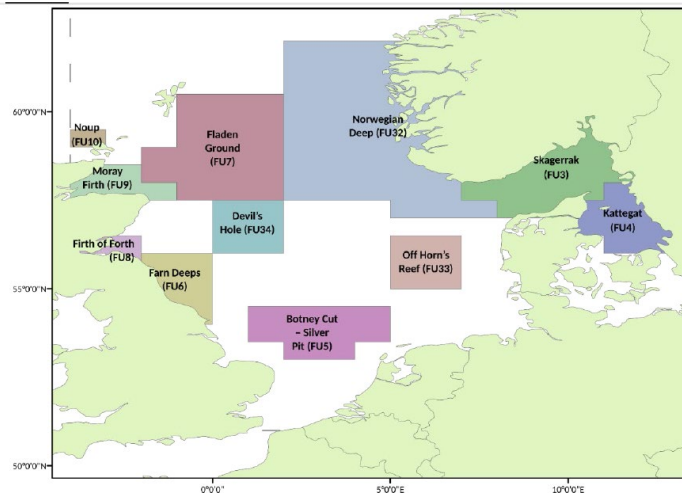 60°0'0"N
55°0'0"N
50°0'0"N
Noup
(FU10)
Moray
Firth (FU9)
Fladen
Ground
(FU7)
Norwegian
Deep (FU32)
Skagerrak
(FU3)
Kattegat
(FU4)
Devil's
Hole (FU34)
Firth of Forth
(FU8)
Farn Deeps
(FU6)
Off Horn's
Reef (FU33)
Botney Cut
– Silver
Pit (FU5)
0°0'0"
5°0'0"E
10°0'0"E